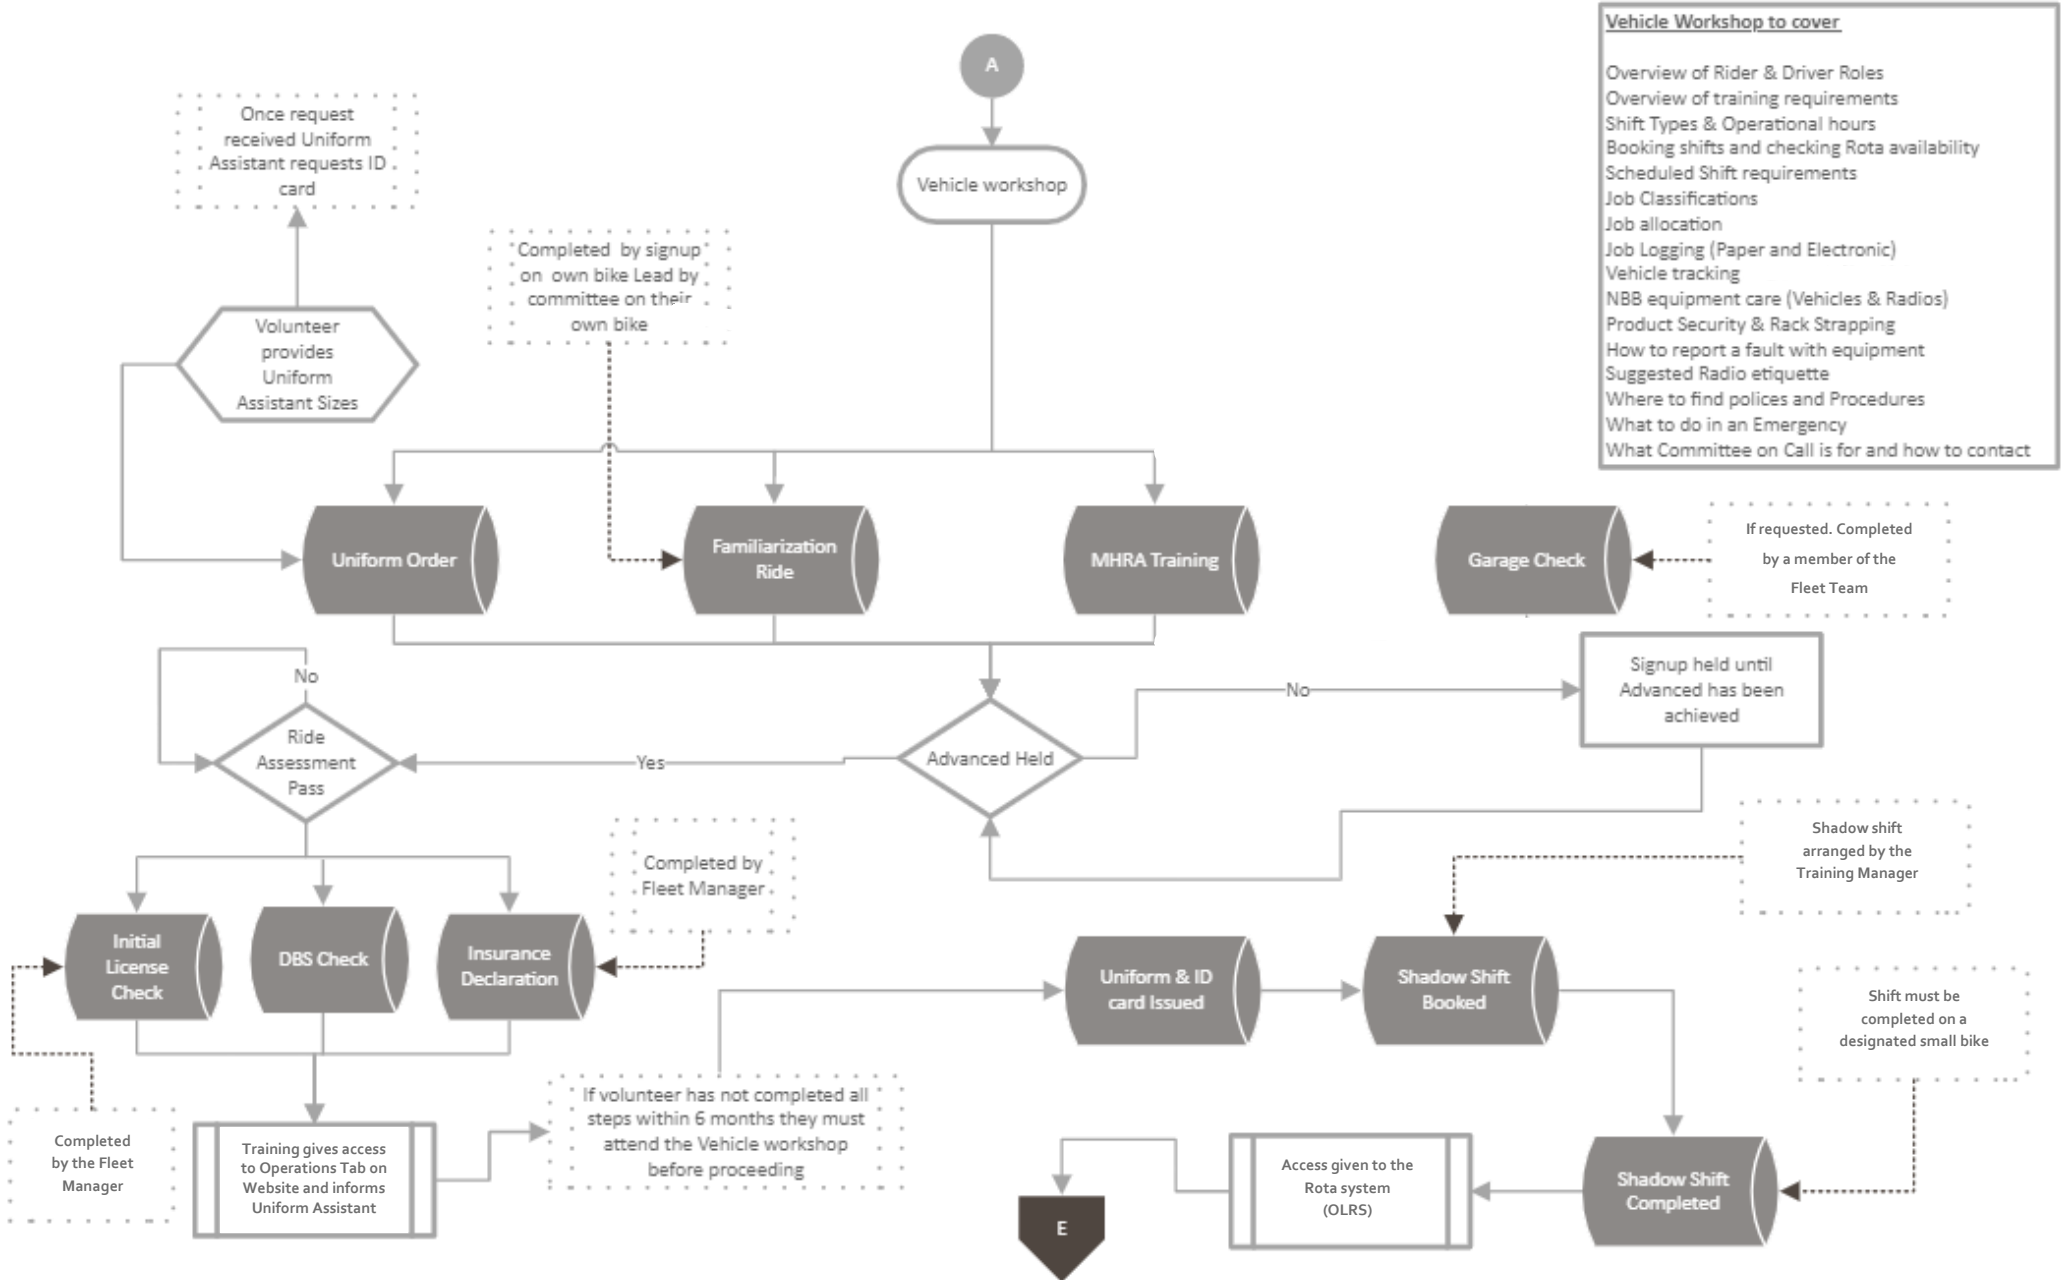 A
Vehicle workshop
Vehicle Workshop to cover
Overview of Rider & Driver Roles
Overview of training requirements
Shift Types & Operational hours
Booking shifts and checking Rota availability
Scheduled Shift requirements
Job Classifications
Job allocation
Job Logging (Paper and Electronic)
Vehicle tracking
NBB equipment care (Vehicles & Radios)
Product Security & Rack Strapping
How to report a fault with equipment
Suggested Radio etiquette
Where to find polices and Procedures
What to do in an Emergency
What Committee on Call is for and how to contact
Once request
received Uniform
Assistant requests ID
card
Completed by signup
on own bike Lead by
committee on their
own bike
Volunteer
provides
Uniform
Assistant Sizes
Uniform Order
Familiarization
Ride
MHRA Training
Garage Check
If requested. Completed
by a member of the
Fleet Team
No
Ride
Assessment
Pass
Yes
Advanced Held
No
Signup held until
Advanced has been
achieved
Completed by
Fleet Manager
Shadow shift
arranged by the
Training Manager
Initial
License
Check
DBS Check
Insurance
Declaration
Uniform & ID
card Issued
Shadow Shift
Booked
Shift must be
completed on a
designated small bike
Completed
by the Fleet
Manager
Training gives access
to Operations Tab on
Website and informs
Uniform Assistant
If volunteer has not completed all
steps within 6 months they must
attend the Vehicle workshop
before proceeding
E
Access given to the
Rota system
(OLRS)
Shadow Shift
Completed